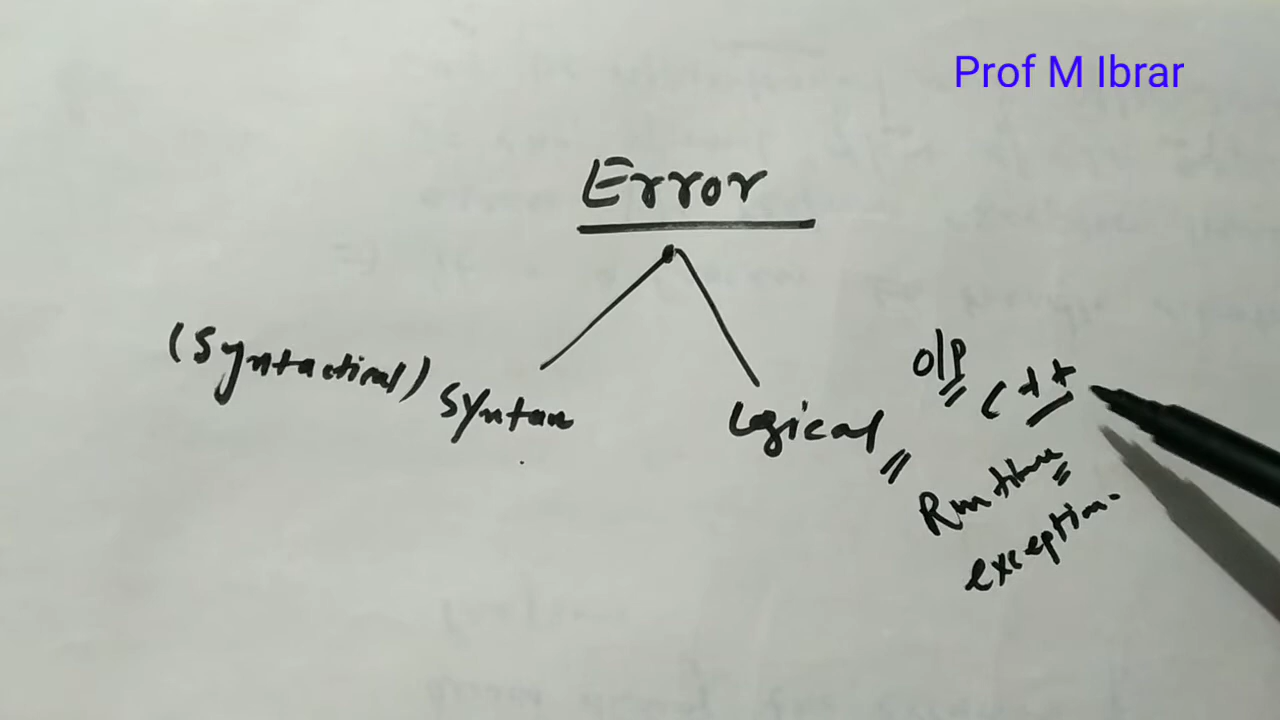 Prof M Ibrar
Error
(Syntactical) Syntax
Logical
O/P
C++
Runtime
exception